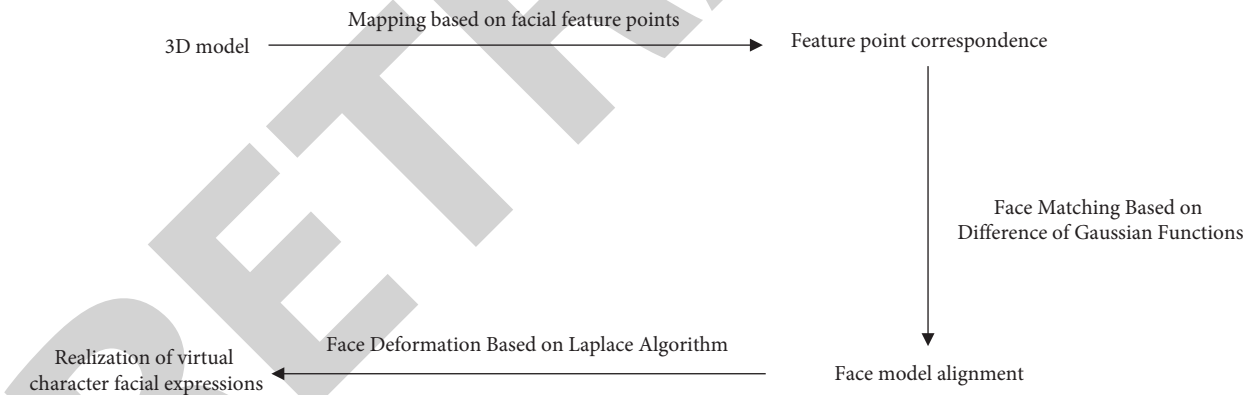 Mapping based on facial feature points
3D model
Feature point correspondence
Face Matching Based on
Difference of Gaussian Functions
Face model alignment
Face Deformation Based on Laplace Algorithm
Realization of virtual
character facial expressions
RETR